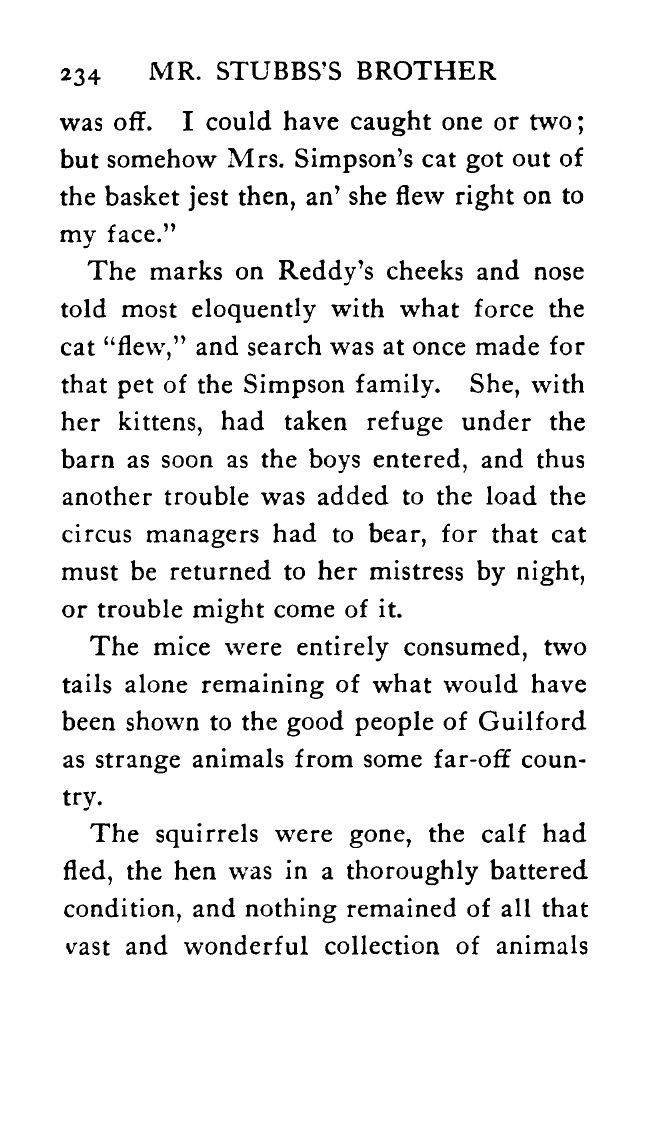 234 MR. STUBBS'S BROTHER
was off. I could have caught one or two;
but somehow Mrs. Simpson's cat got out of
the basket jest then, an' she flew right on to
my face.”
The marks on Reddy's cheeks and nose
told most eloquently with what force the
cat “flew,” and search was at once made for
that pet of the Simpson family. She, with
her kittens, had taken refuge under the
barn as soon as the boys entered, and thus
another trouble was added to the load the
circus managers had to bear, for that cat
must be returned to her mistress by night,
or trouble might come of it.
The mice were entirely consumed, two
tails alone remaining of what would have
been shown to the good people of Guilford
as strange animals from some far-off coun-
try.
The squirrels were gone, the calf had
fled, the hen was in a thoroughly battered
condition, and nothing remained of all that
vast and wonderful collection of animals